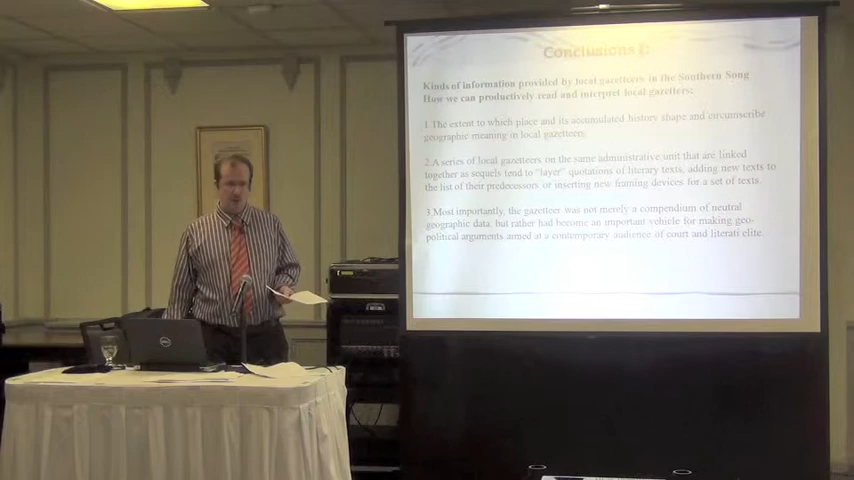 Conclusions I:
Kinds of information provided by local gazetteers in the Southern Song
How we can productively read and interpret local gazetteers:
1.The extent to which place and its accumulated history shape and circumscribe
geographic meaning in local gazetteers.
2.A series of local gazetteers on the same administrative unit that are linked
together as sequels tend to "layer" quotations of literary texts, adding new texts to
the list of their predecessors or inserting new framing devices for a set of texts.
3.Most importantly, the gazetteer was not merely a compendium of neutral
geographic data, but rather had become an important vehicle for making geo-
political arguments aimed at a contemporary audience of court and literati elite.
DELL